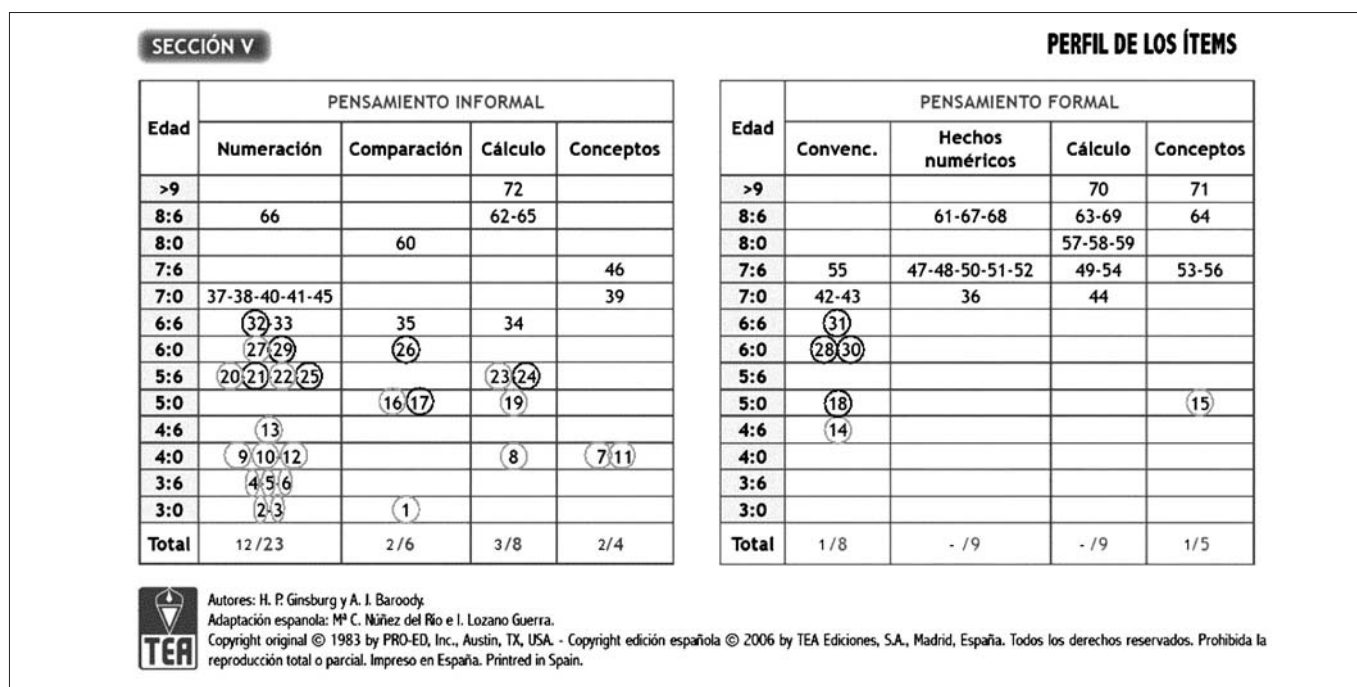 SECCIÓN V
PERFIL DE LOS ÍTEMS
Edad PENSAMIENTO INFORMAL
Numeración Comparación Cálculo Conceptos
>9 72
8:6 66 62-65
8:0 60
7:6 46
7:0 37-38-40-41-45 39
6:6 32-33 35 34
6:0 27-29 26
5:6 20-21-22-25 23-24
5:0 16-17 19
4:6 13
4:0 9-10-12 8 7-11
3:6 4-5-6
3:0 2-3 1
Total 12/23 2/6 3/8 2/4
Edad PENSAMIENTO FORMAL
Convenc. Hechos numéricos Cálculo Conceptos
>9 70 71
8:6 61-67-68 63-69 64
8:0 57-58-59
7:6 55 47-48-50-51-52 49-54 53-56
7:0 42-43 36 44
6:6 31
6:0 28-30
5:6
5:0 18 15
4:6 14
4:0
3:6
3:0
Total 1/8 - /9 - /9 1/5
TEA
Autores: H. P. Ginsburg y A. J. Baroody.
Adaptación espanola: Mª C. Núñez del Río e I. Lozano Guerra.
Copyright original © 1983 by PRO-ED, Inc., Austin, TX, USA. - Copyright edición española © 2006 by TEA Ediciones, S.A., Madrid, España. Todos los derechos reservados. Prohibida la
reproducción total o parcial. Impreso en España. Printred in Spain.